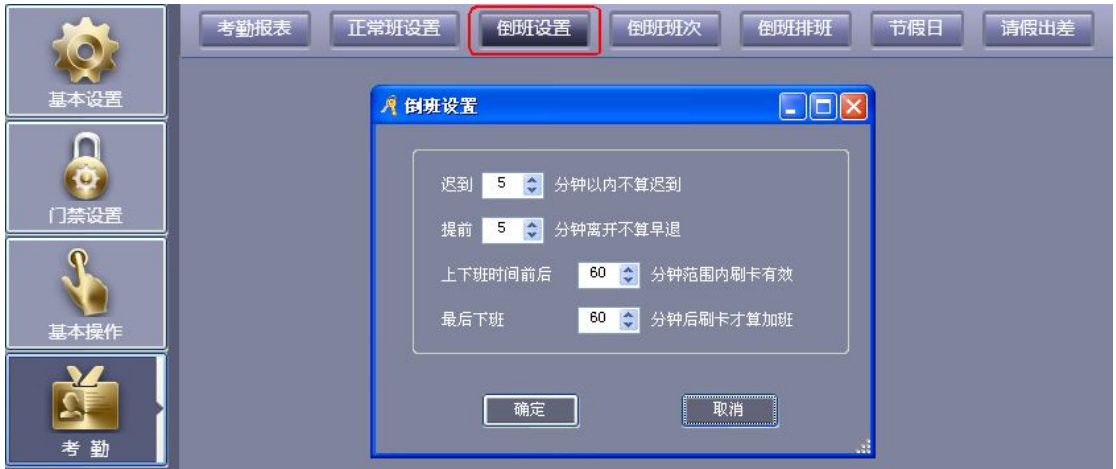 考勤报表 正常班设置 倒班设置 倒班班次 倒班排班 节假日 请假出差
基本设置
门禁设置
基本操作
考 勤
倒班设置
迟到 5 分钟以内不算迟到
提前 5 分钟离开不算早退
上下班时间前后 60 分钟范围内刷卡有效
最后下班 60 分钟后刷卡才算加班
确定 取消